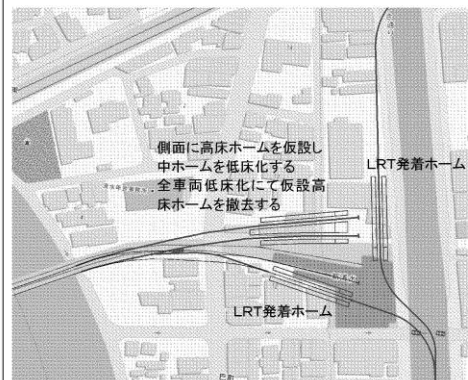 側面に高床ホームを仮設し
中ホームを低床化する
全車両低床化にて仮設高
床ホームを撤去する
LRT発着ホーム
LRT発着ホーム